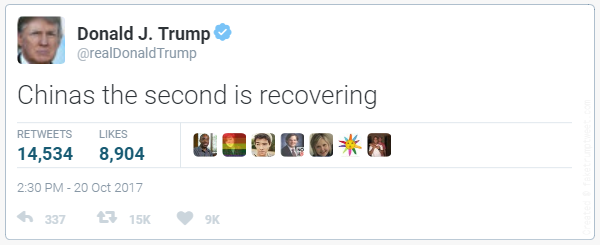 Donald J. Trump
@realDonaldTrump
Chinas the second is recovering
RETWEETS LIKES
14,534 8,904
2:30 PM - 20 Oct 2017
337 15K 9K